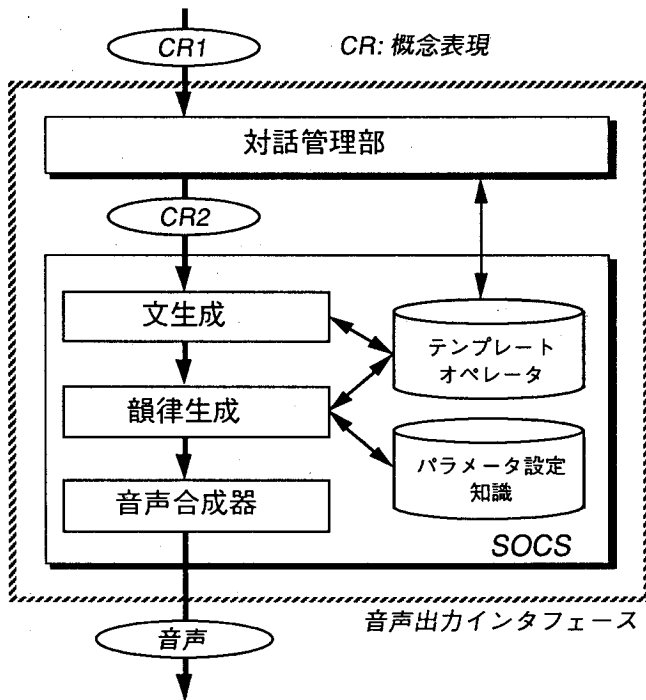 CR1
CR: 概念表現
対話管理部
CR2
文生成
テンプレート
オペレータ
韻律生成
パラメータ設定
知識
音声合成器
SOCS
音声出力インタフェース
音声